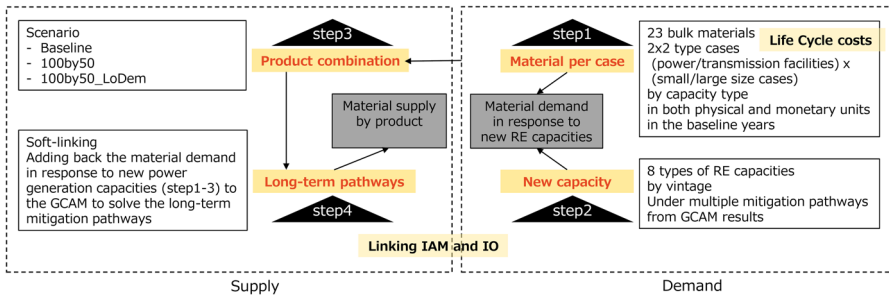 Scenario
- Baseline
- 100by50
- 100by50_LoDem
step3
Product combination
Material supply
by product
Soft-linking
Adding back the material demand
in response to new power
generation capacities (step1-3) to
the GCAM to solve the long-term
mitigation pathways
Long-term pathways
step4
Linking IAM and IO
Supply
step1
Material per case
Material demand
in response to
new RE capacities
New capacity
step2
23 bulk materials
2x2 type cases
(power/transmission facilities) x
(small/large size cases)
by capacity type
in both physical and monetary units
in the baseline years
Life Cycle costs
8 types of RE capacities
by vintage
Under multiple mitigation pathways
from GCAM results
Demand